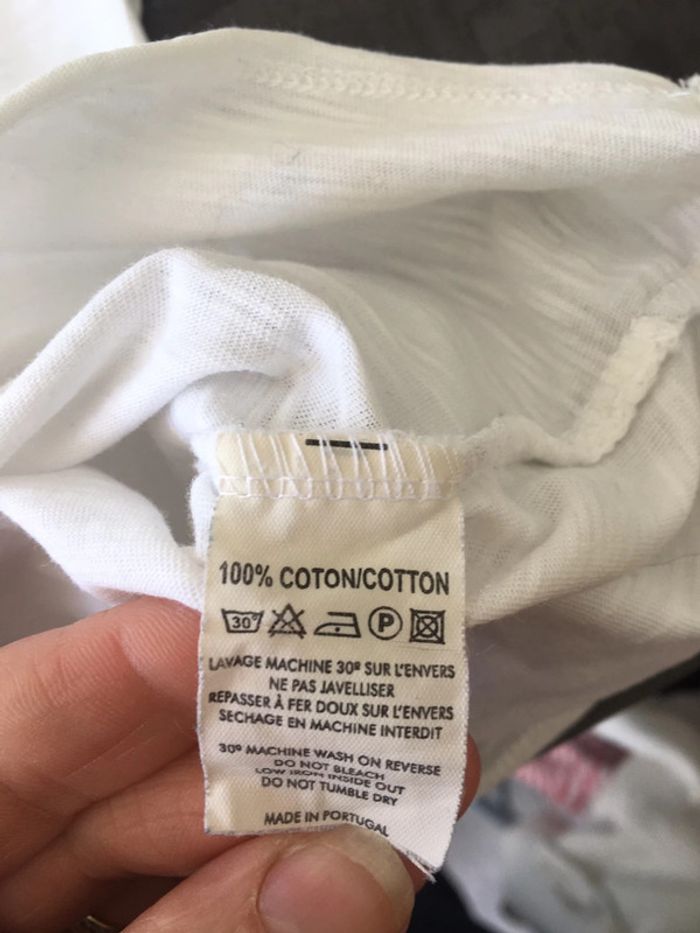 100% COTON/COTTON
30° P
LAVAGE MACHINE 30º SUR L'ENVERS
NE PAS JAVELLISER
REPASSER À FER DOUX SUR L'ENVERS
SECHAGE EN MACHINE INTERDIT
30º MACHINE WASH ON REVERSE
DO NOT BLEACH
LOW IRON INSIDE OUT
DO NOT TUMBLE DRY
MADE IN PORTUGAL